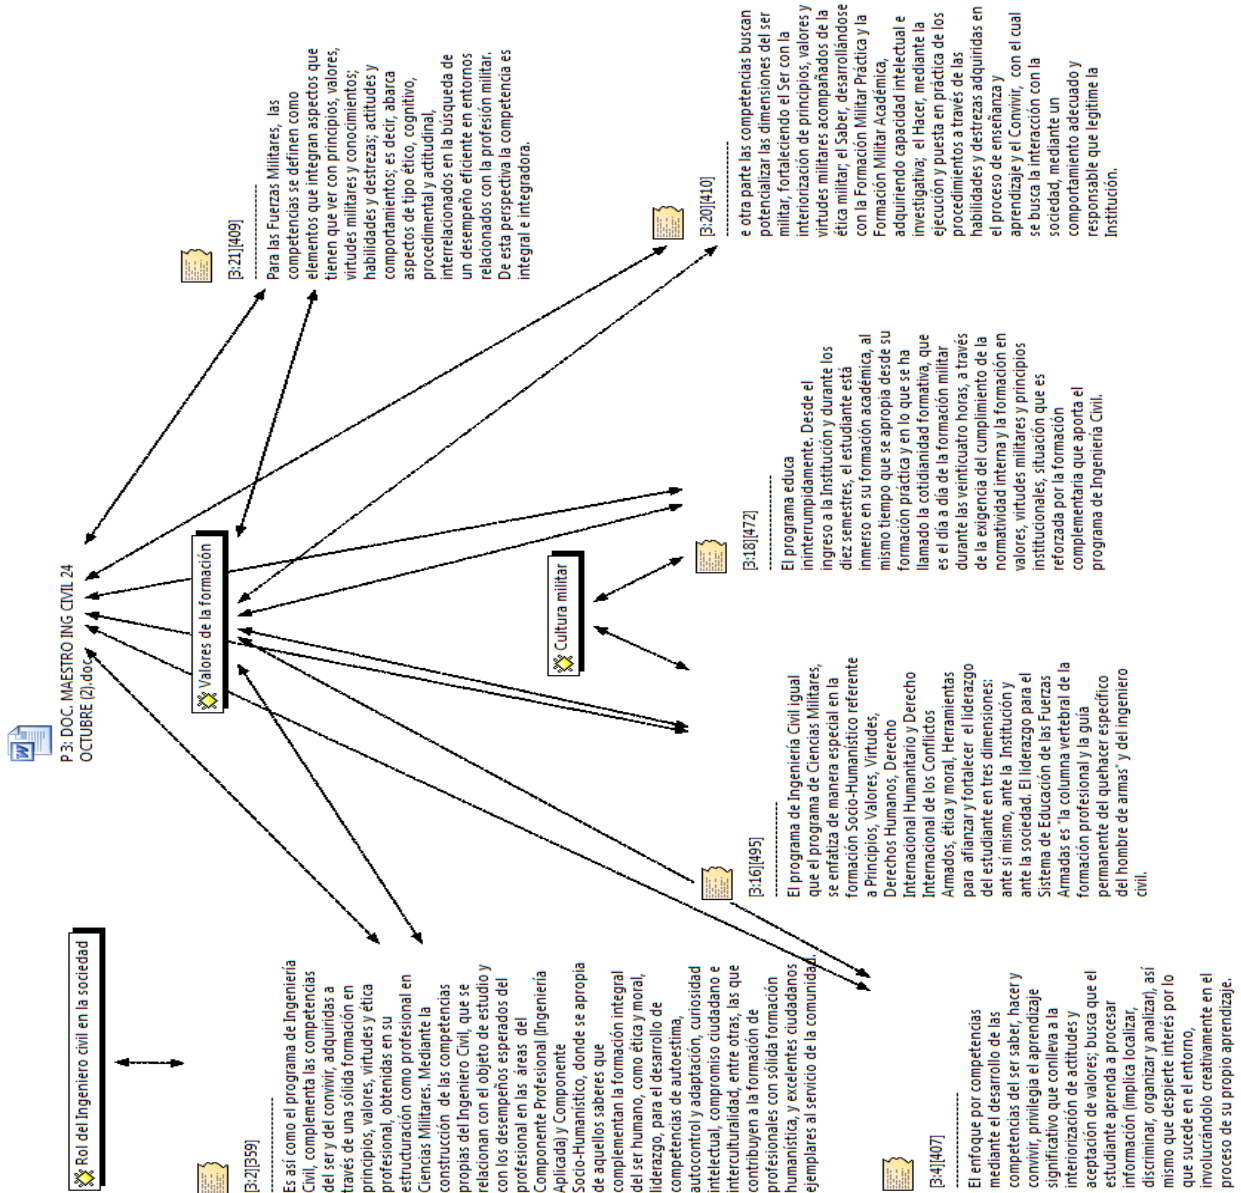 P 3: DOC. MAESTRO ING CIVIL 24
OCTUBRE (2).doc
Rol del Ingeniero civil en la sociedad
Valores de la formación
Cultura militar
[3:2][359]
Es así como el programa de Ingeniería
Civil, complementa las competencias
del ser y del convivir, adquiridas a
través de una sólida formación en
principios, valores, virtudes y ética
profesional, obtenidas en su
estructuración como profesional en
Ciencias Militares. Mediante la
construcción de las competencias
propias del Ingeniero Civil, que se
relacionan con el objeto de estudio y
con los desempeños esperados del
profesional en las áreas del
Componente Profesional (Ingeniería
Aplicada) y Componente
Socio-Humanístico, donde se apropia
de aquellos saberes que
complementan la formación integral
del ser humano, como ética y moral,
liderazgo, para el desarrollo de
competencias de autoestima,
autocontrol y adaptación, curiosidad
intelectual, compromiso ciudadano e
interculturalidad, entre otras, las que
contribuyen a la formación de
profesionales con sólida formación
humanística, y excelentes ciudadanos
ejemplares al servicio de la comunidad.
[3:4][407]
El enfoque por competencias
mediante el desarrollo de las
competencias del ser saber, hacer y
convivir, privilegia el aprendizaje
significativo que conlleva a la
interiorización de actitudes y
aceptación de valores; busca que el
estudiante aprenda a procesar
información (implica localizar,
discriminar, organizar y analizar), así
mismo que despierte interés por lo
que sucede en el entorno,
involucrándolo creativamente en el
proceso de su propio aprendizaje.
[3:16][495]
El programa de Ingeniería Civil igual
que el programa de Ciencias Militares,
se enfatiza de manera especial en la
formación Socio-Humanístico referente
a Principios, Valores, Virtudes,
Derechos Humanos, Derecho
Internacional Humanitario y Derecho
Internacional de los Conflictos
Armados, ética y moral, Herramientas
para afianzar y fortalecer el liderazgo
del estudiante en tres dimensiones:
ante sí mismo, ante la Institución y
ante la sociedad. El liderazgo para el
Sistema de Educación de las Fuerzas
Armadas es "la columna vertebral de la
formación profesional y la guía
permanente del quehacer específico
del hombre de armas" y del ingeniero
civil.
[3:18][472]
El programa educa
ininterrumpidamente. Desde el
ingreso a la Institución y durante los
diez semestres, el estudiante está
inmerso en su formación académica, al
mismo tiempo que se apropia desde su
formación práctica y en lo que se ha
llamado la cotidianidad formativa, que
es el día a día de la formación militar
durante las veinticuatro horas, a través
de la exigencia del cumplimiento de la
normatividad interna y la formación en
valores, virtudes militares y principios
institucionales, situación que es
reforzada por la formación
complementaria que aporta el
programa de Ingeniería Civil.
[3:21][409]
Para las Fuerzas Militares, las
competencias se definen como
elementos que integran aspectos que
tienen que ver con principios, valores,
virtudes militares y conocimientos;
habilidades y destrezas; actitudes y
comportamientos; es decir, abarca
aspectos de tipo ético, cognitivo,
procedimental y actitudinal,
interrelacionados en la búsqueda de
un desempeño eficiente en entornos
relacionados con la profesión militar.
De esta perspectiva la competencia es
integral e integradora.
[3:20][410]
e otra parte las competencias buscan
potencializar las dimensiones del ser
militar, fortaleciendo el Ser con la
interiorización de principios, valores y
virtudes militares acompañados de la
ética militar; el Saber, desarrollándose
con la Formación Militar Práctica y la
Formación Militar Académica,
adquiriendo capacidad intelectual e
investigativa; el Hacer, mediante la
ejecución y puesta en práctica de los
procedimientos a través de las
habilidades y destrezas adquiridas en
el proceso de enseñanza y
aprendizaje y el Convivir, con el cual
se busca la interacción con la
sociedad, mediante un
comportamiento adecuado y
responsable que legitime la
Institución.